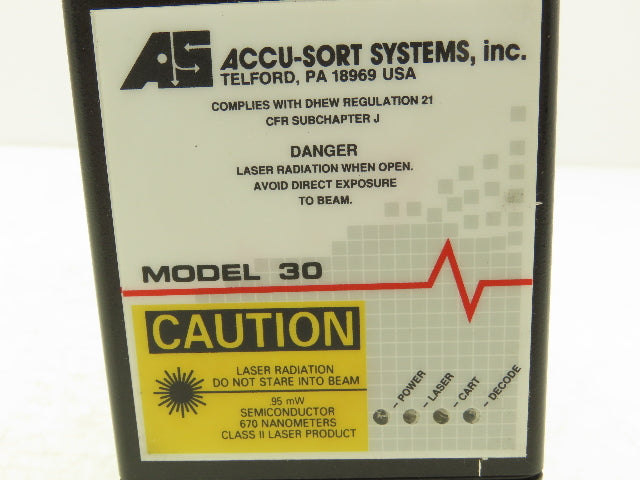 AS ACCU-SORT SYSTEMS, inc.
TELFORD, PA 18969 USA
COMPLIES WITH DHEW REGULATION 21
CFR SUBCHAPTER J
DANGER
LASER RADIATION WHEN OPEN.
AVOID DIRECT EXPOSURE
TO BEAM.
MODEL 30
CAUTION
LASER RADIATION
DO NOT STARE INTO BEAM
.95 mW
SEMICONDUCTOR
670 NANOMETERS
CLASS II LASER PRODUCT
- POWER
- LASER
- CART
- DECODE